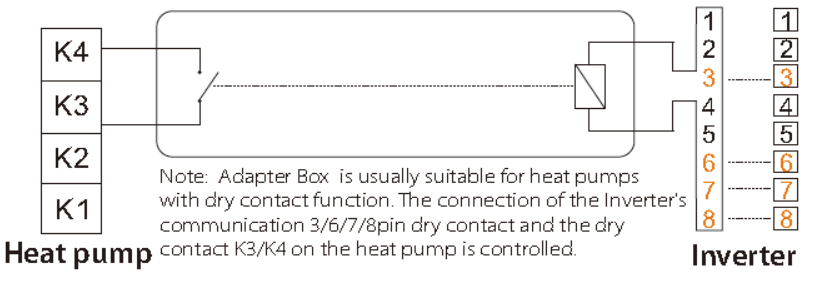 K4
K3
K2
K1
Heat pump
Note: Adapter Box is usually suitable for heat pumps
with dry contact function. The connection of the Inverter's
communication 3/6/7/8pin dry contact and the dry
contact K3/K4 on the heat pump is controlled.
1 1
2 2
3 3
4 4
5 5
6 6
7 7
8 8
Inverter